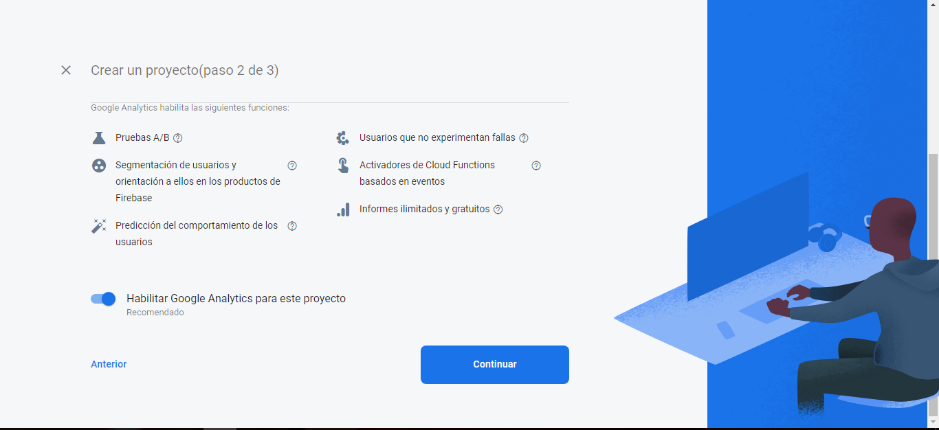 Crear un proyecto(paso 2 de 3)
Google Analytics habilita las siguientes funciones:
Pruebas A/B
Segmentación de usuarios y
orientación a ellos en los productos de
Firebase
Predicción del comportamiento de los
usuarios
Usuarios que no experimentan fallas
Activadores de Cloud Functions
basados en eventos
Informes ilimitados y gratuitos
Habilitar Google Analytics para este proyecto
Recomendado
Anterior
Continuar